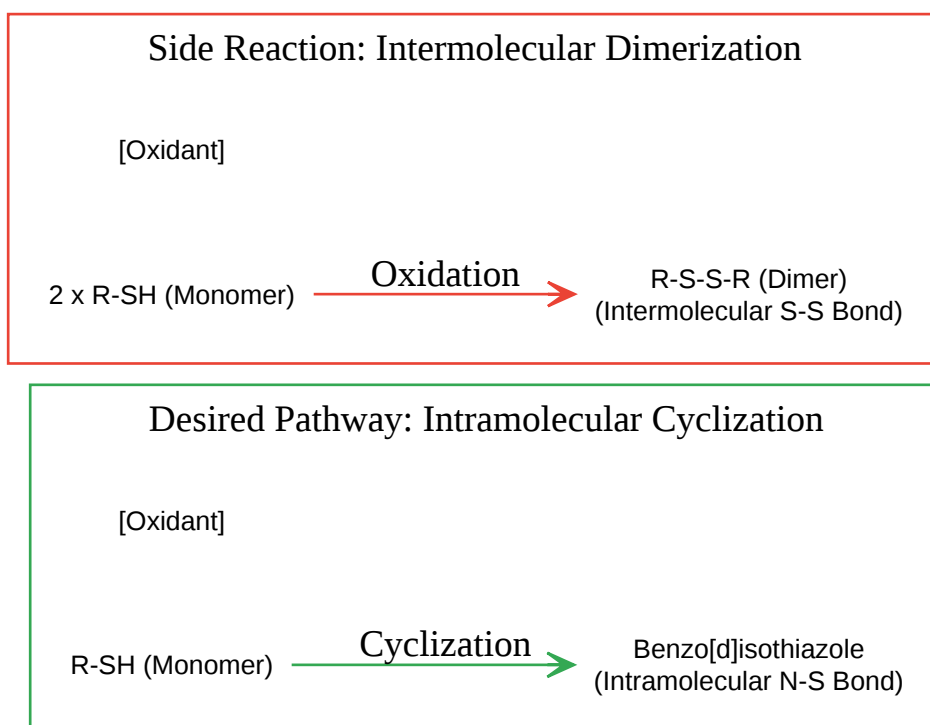 Side Reaction: Intermolecular Dimerization
[Oxidant]
Oxidation
2 x R-SH (Monomer)
R-S-S-R (Dimer)
(Intermolecular S-S Bond)
Desired Pathway: Intramolecular Cyclization
[Oxidant]
Cyclization
R-SH (Monomer)
Benzo[d]isothiazole
(Intramolecular N-S Bond)